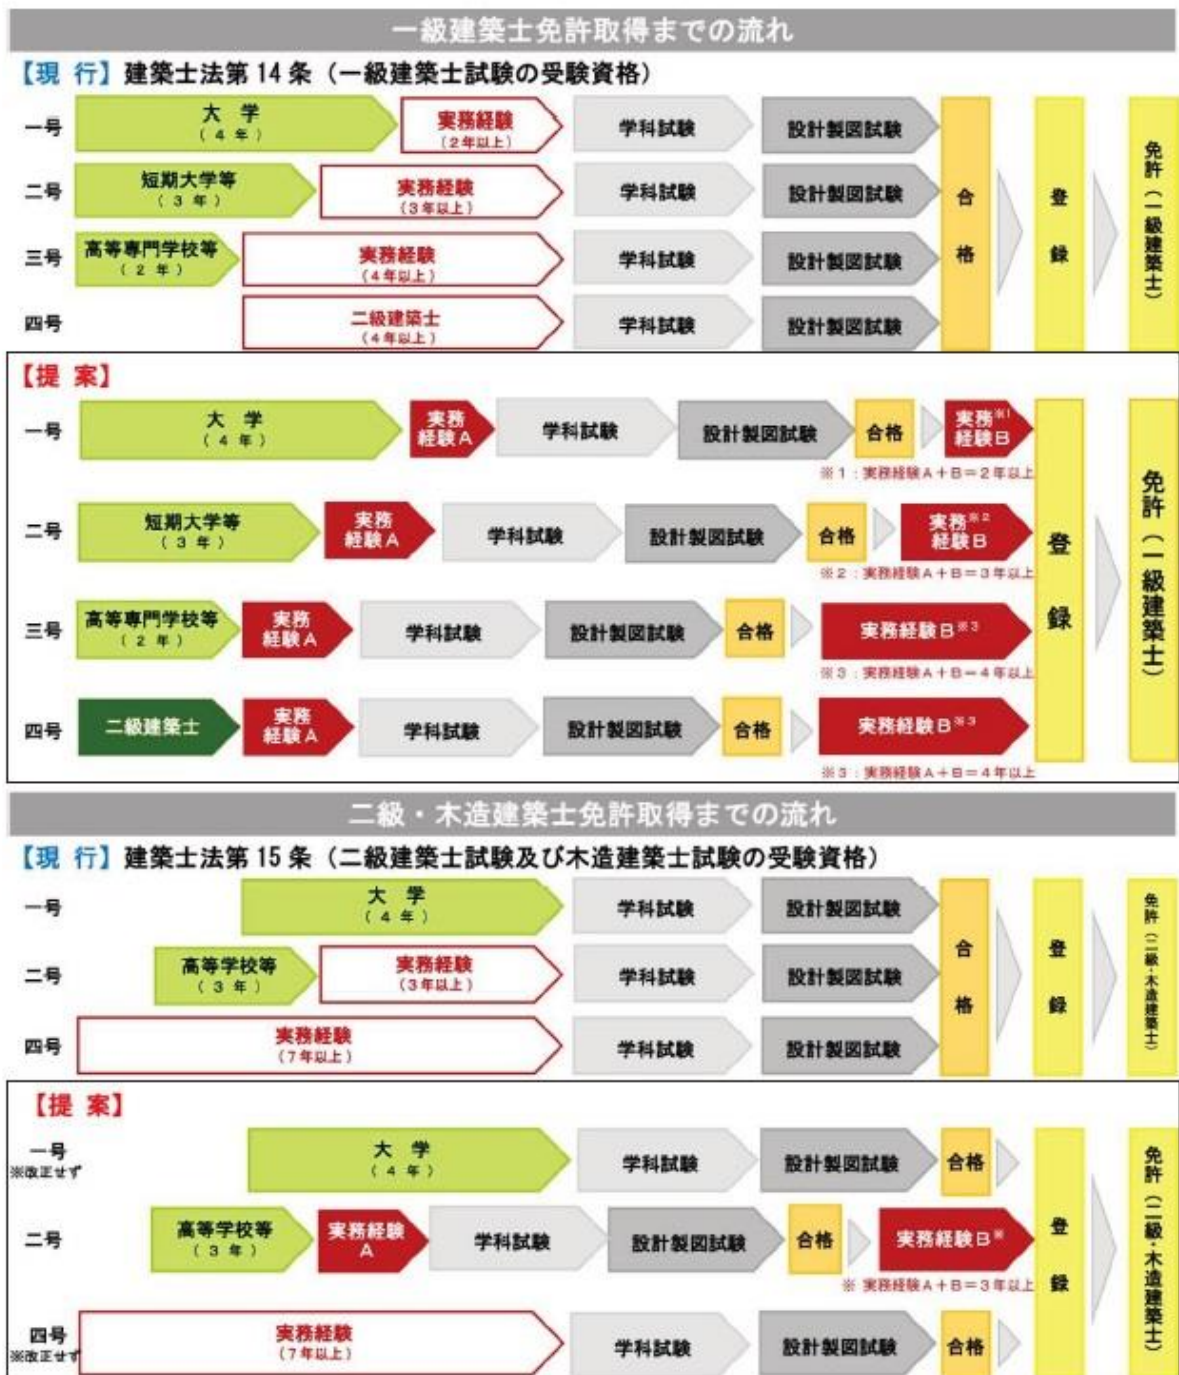 一級建築士免許取得までの流れ
【現 行】建築士法第14条（一級建築士試験の受験資格）
一号
大 学
（４年）
実務経験
（2年以上）
学科試験
設計製図試験
二号
短期大学等
（３年）
実務経験
（3年以上）
学科試験
設計製図試験
三号
高等専門学校等
（２年）
実務経験
（4年以上）
学科試験
設計製図試験
四号
二級建築士
（4年以上）
学科試験
設計製図試験
合格
登録
免許（一級建築士）
【提 案】
一号
大 学
（４年）
実務
経験A
学科試験
設計製図試験
合格
実務※1
経験B
※1：実務経験A＋B＝2年以上
二号
短期大学等
（３年）
実務
経験A
学科試験
設計製図試験
合格
実務※2
経験B
※2：実務経験A＋B＝3年以上
三号
高等専門学校等
（２年）
実務
経験A
学科試験
設計製図試験
合格
実務経験B※3
※3：実務経験A＋B＝4年以上
四号
二級建築士
実務
経験A
学科試験
設計製図試験
合格
実務経験B※3
※3：実務経験A＋B＝4年以上
登録
免許（一級建築士）
二級・木造建築士免許取得までの流れ
【現 行】建築士法第15条（二級建築士試験及び木造建築士試験の受験資格）
一号
大 学
（４年）
学科試験
設計製図試験
二号
高等学校等
（３年）
実務経験
（3年以上）
学科試験
設計製図試験
四号
実務経験
（7年以上）
学科試験
設計製図試験
合格
登録
免許（二級・木造建築士）
【提 案】
一号
※改正せず
大 学
（４年）
学科試験
設計製図試験
合格
二号
高等学校等
（３年）
実務経験
A
学科試験
設計製図試験
合格
実務経験B※
※ 実務経験A＋B＝3年以上
四号
※改正せず
実務経験
（7年以上）
学科試験
設計製図試験
合格
登録
免許（二級・木造建築士）